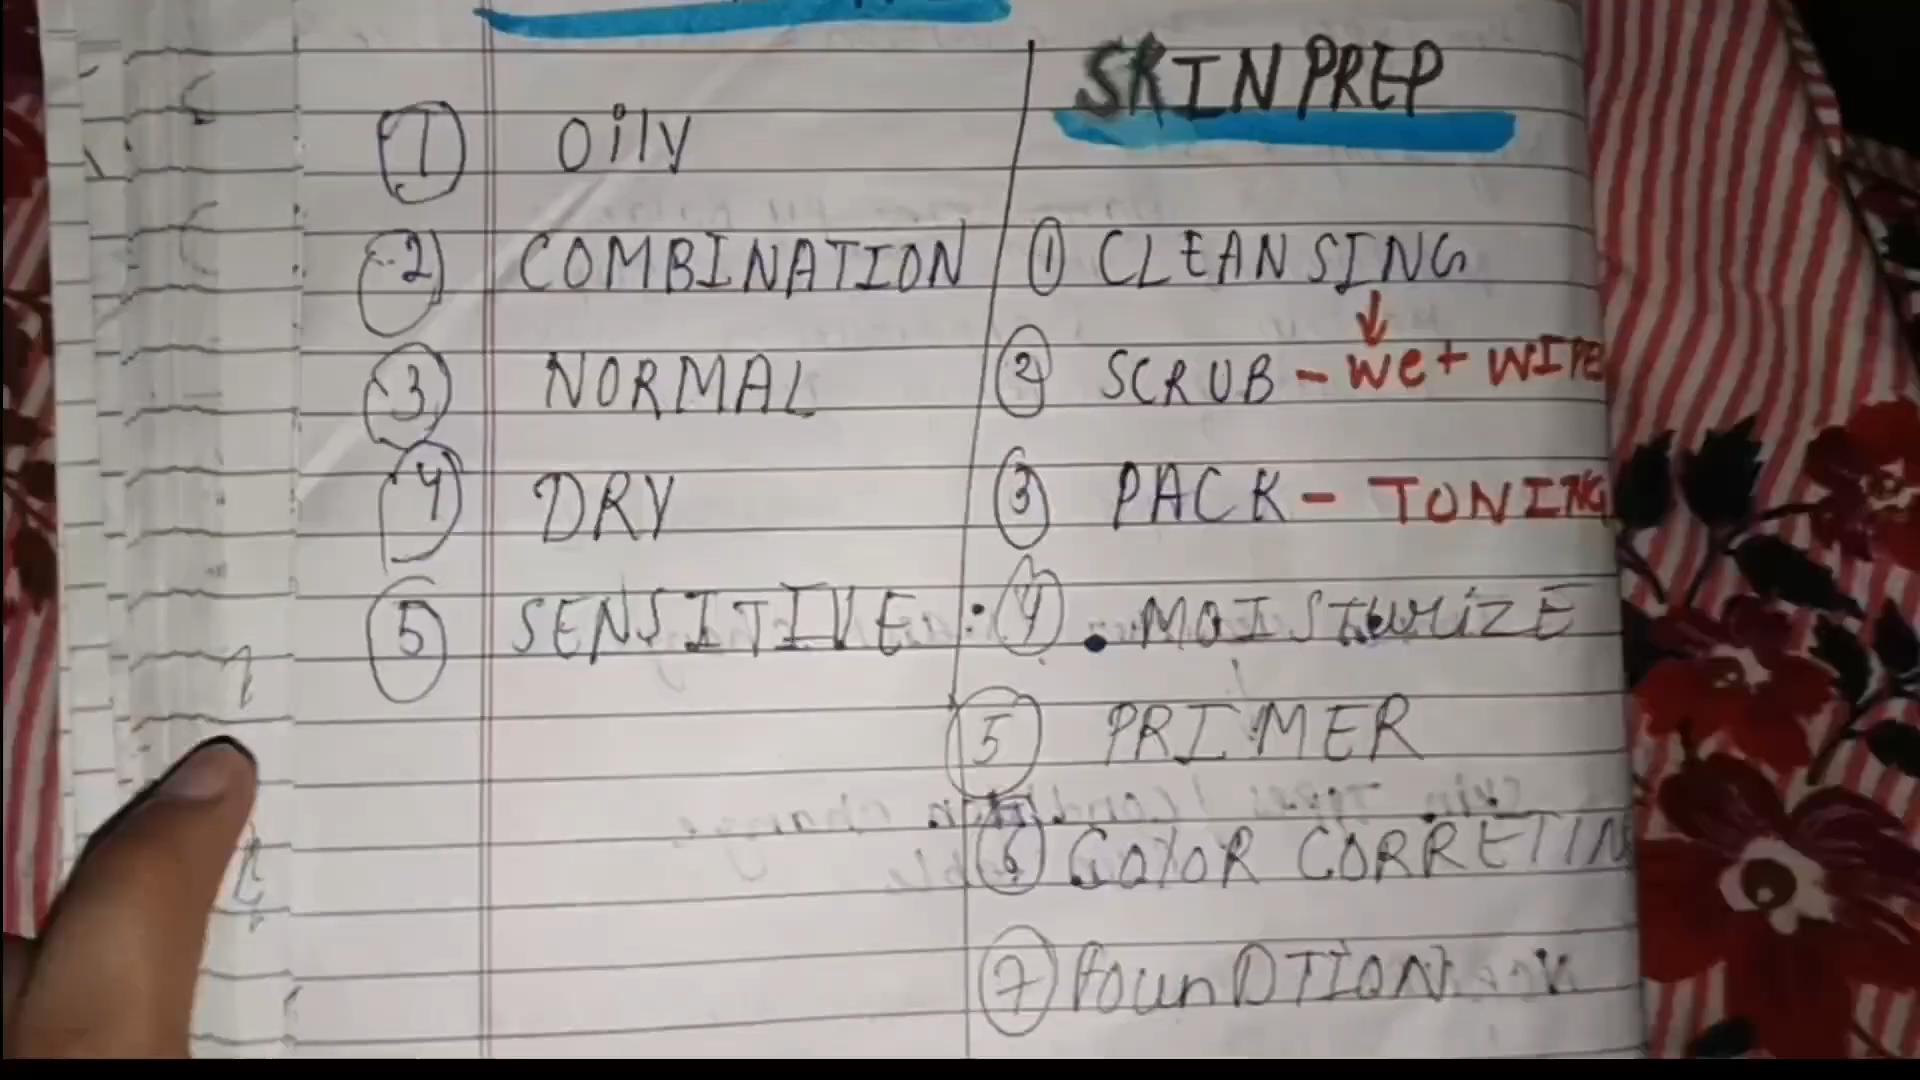 SKIN PREP
① Oily
② COMBINATION
③ NORMAL
④ DRY
⑤ SENSITIVE
① CLEANSING
↓
② SCRUB - wet WIPE
③ PACK - TONING
④ . MOISTURIZE
⑤ PRIMER
⑥ COLOR CORRETIN
⑦ FOUNDTION